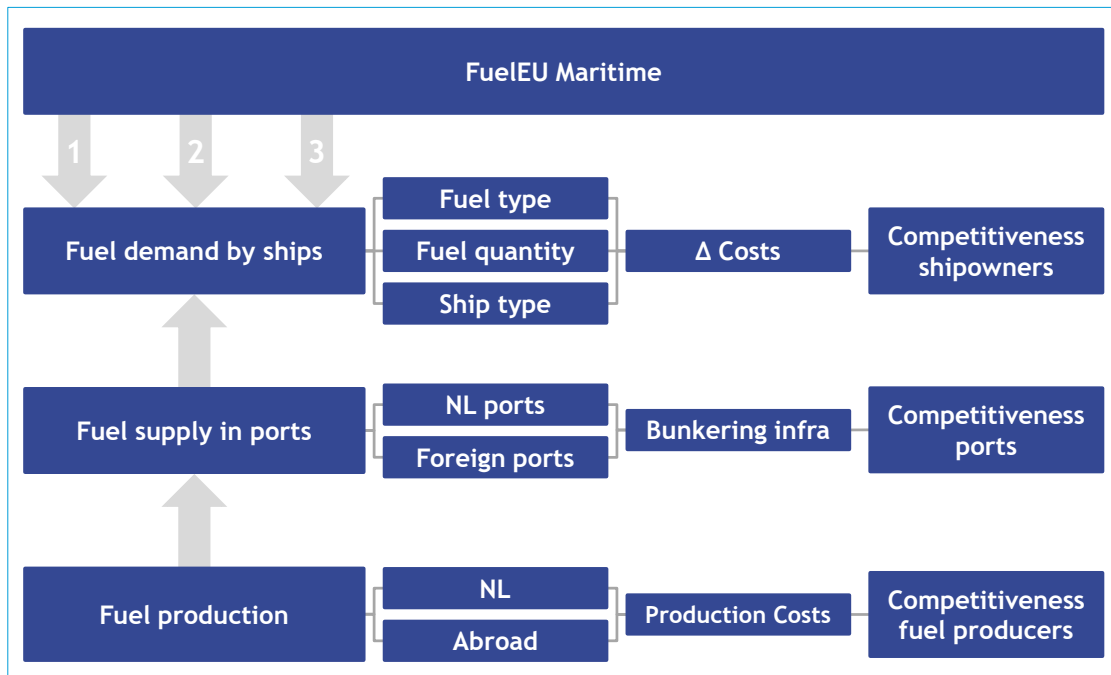 FuelEU Maritime
1 2 3
Fuel demand by ships
Fuel type
Fuel quantity
Ship type
Δ Costs
Competitiveness
shipowners
Fuel supply in ports
NL ports
Foreign ports
Bunkering infra
Competitiveness
ports
Fuel production
NL
Abroad
Production Costs
Competitiveness
fuel producers